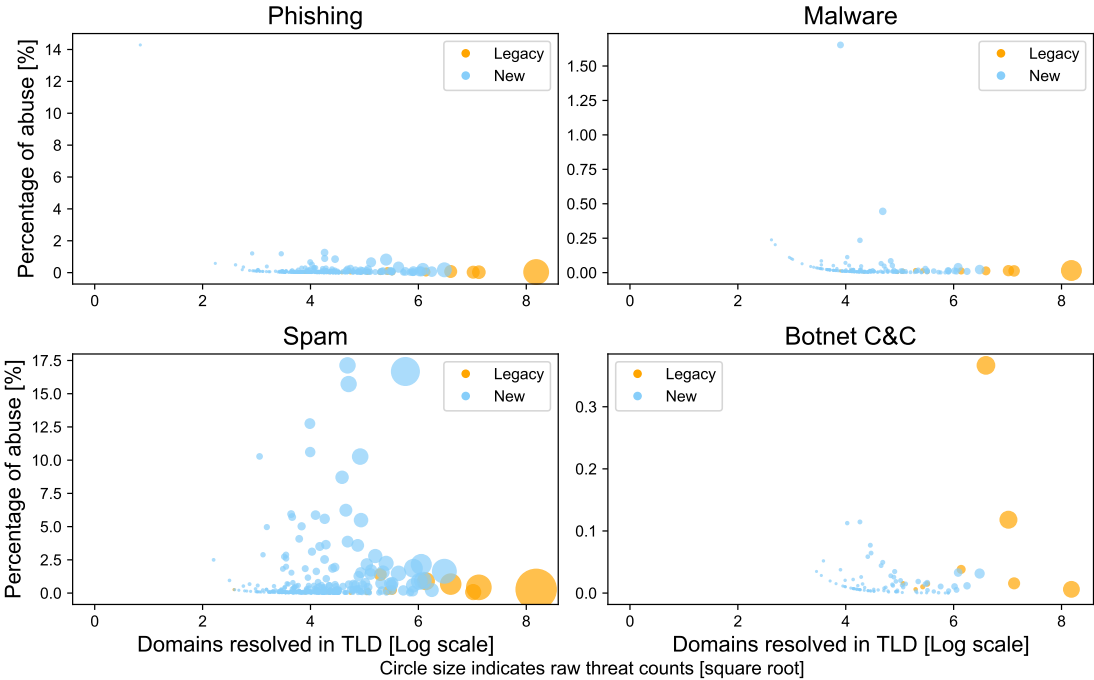 Phishing
Percentage of abuse [%]
14
12
10
8
6
4
2
0
0 2 4 6 8
Legacy
New
Malware
1.50
1.25
1.00
0.75
0.50
0.25
0.00
0 2 4 6 8
Legacy
New
Spam
Percentage of abuse [%]
17.5
15.0
12.5
10.0
7.5
5.0
2.5
0.0
0 2 4 6 8
Legacy
New
Domains resolved in TLD [Log scale]
Botnet C&C
0.3
0.2
0.1
0.0
0 2 4 6 8
Legacy
New
Domains resolved in TLD [Log scale]
Circle size indicates raw threat counts [square root]